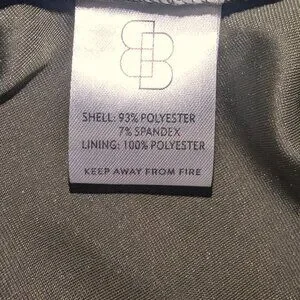 SHELL: 93% POLYESTER
7% SPANDEX
LINING: 100% POLYESTER
KEEP AWAY FROM FIRE